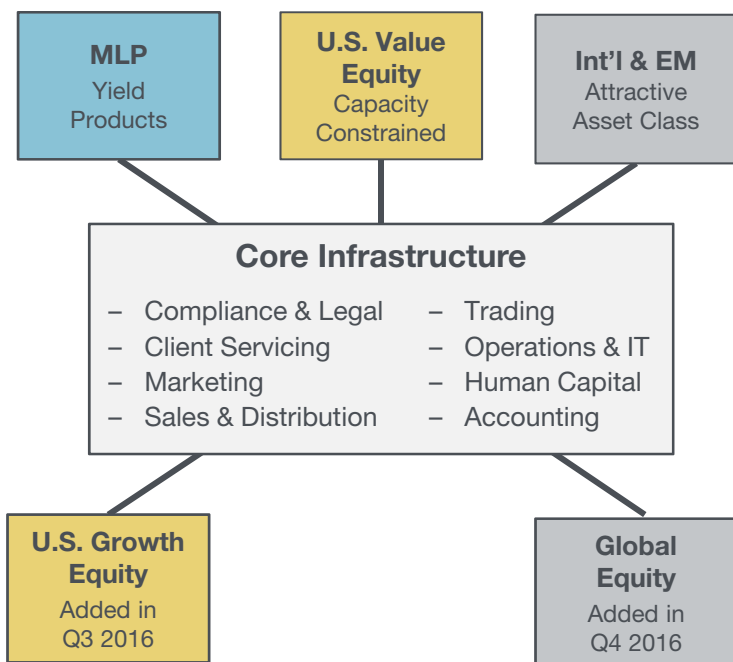 MLP
Yield
Products
U.S. Value
Equity
Capacity
Constrained
Int'l & EM
Attractive
Asset Class
Core Infrastructure
– Compliance & Legal
– Client Servicing
– Marketing
– Sales & Distribution
– Trading
– Operations & IT
– Human Capital
– Accounting
U.S. Growth
Equity
Added in
Q3 2016
Global
Equity
Added in
Q4 2016